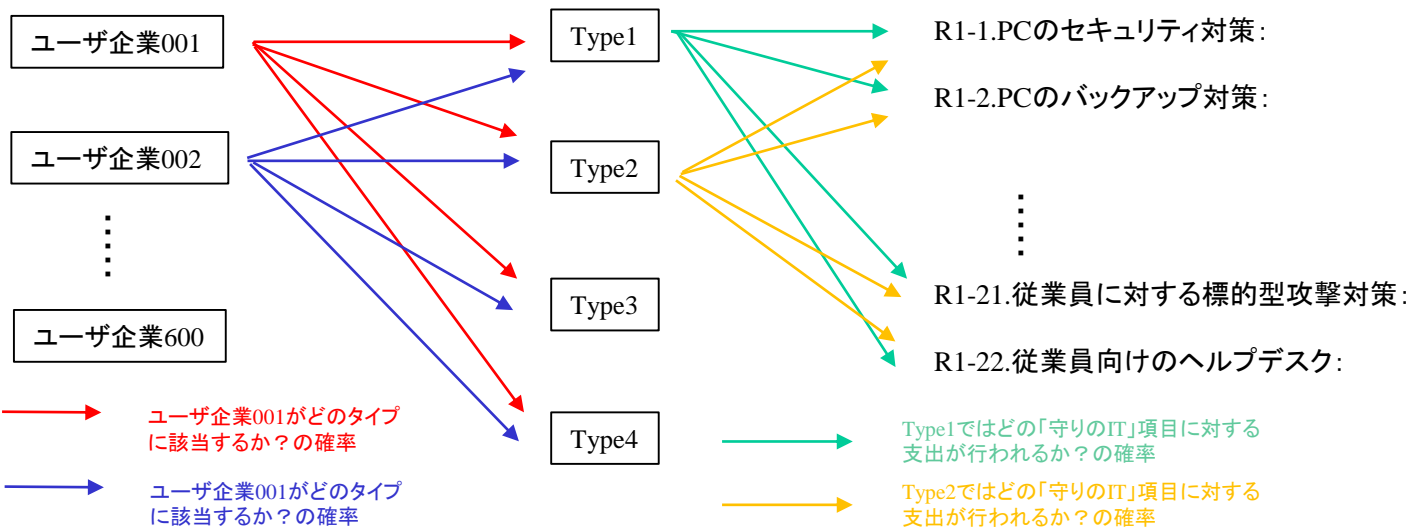 ユーザ企業001
ユーザ企業002
ユーザ企業600
Type1
Type2
Type3
Type4
R1-1.PCのセキュリティ対策:
R1-2.PCのバックアップ対策:
R1-21.従業員に対する標的型攻撃対策:
R1-22.従業員向けのヘルプデスク:
ユーザ企業001がどのタイプ
に該当するか?の確率
ユーザ企業001がどのタイプ
に該当するか?の確率
Type1ではどの「守りのIT」項目に対する
支出が行われるか?の確率
Type2ではどの「守りのIT」項目に対する
支出が行われるか?の確率